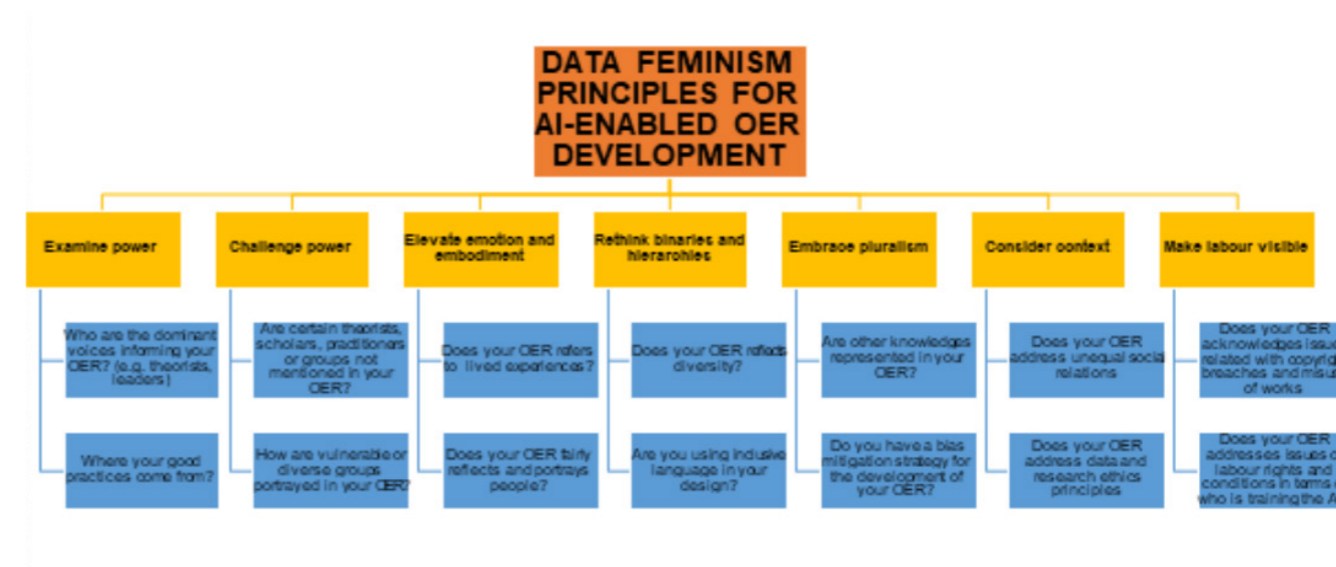 DATA FEMINISM
PRINCIPLES FOR
AI-ENABLED OER
DEVELOPMENT
Examine power
Challenge power
Elevate emotion and
embodiment
Rethink binaries and
hierarchies
Embrace pluralism
Consider context
Make labour visible
Who are the dominant
voices informing your
OER? (e.g. theorists,
leaders)
Where your good
practices come from?
Are certain theorists,
scholars, practitioners
or groups not
mentioned in your
OER?
How are vulnerable or
diverse groups
portrayed in your OER?
Does your OER refers
to lived experiences?
Does your OER fairly
reflects and portrays
people?
Does your OER reflects
diversity?
Are you using inclusive
language in your
design?
Are other knowledges
represented in your
OER?
Do you have a bias
mitigation strategy for
the development of
your OER?
Does your OER
address unequal social
relations
Does your OER
address data and
research ethics
principles
Does your OER
acknowledges
related with
breaches and
of works
Does your OER
addresses issues
labour rights and
conditions in terms
who is training the